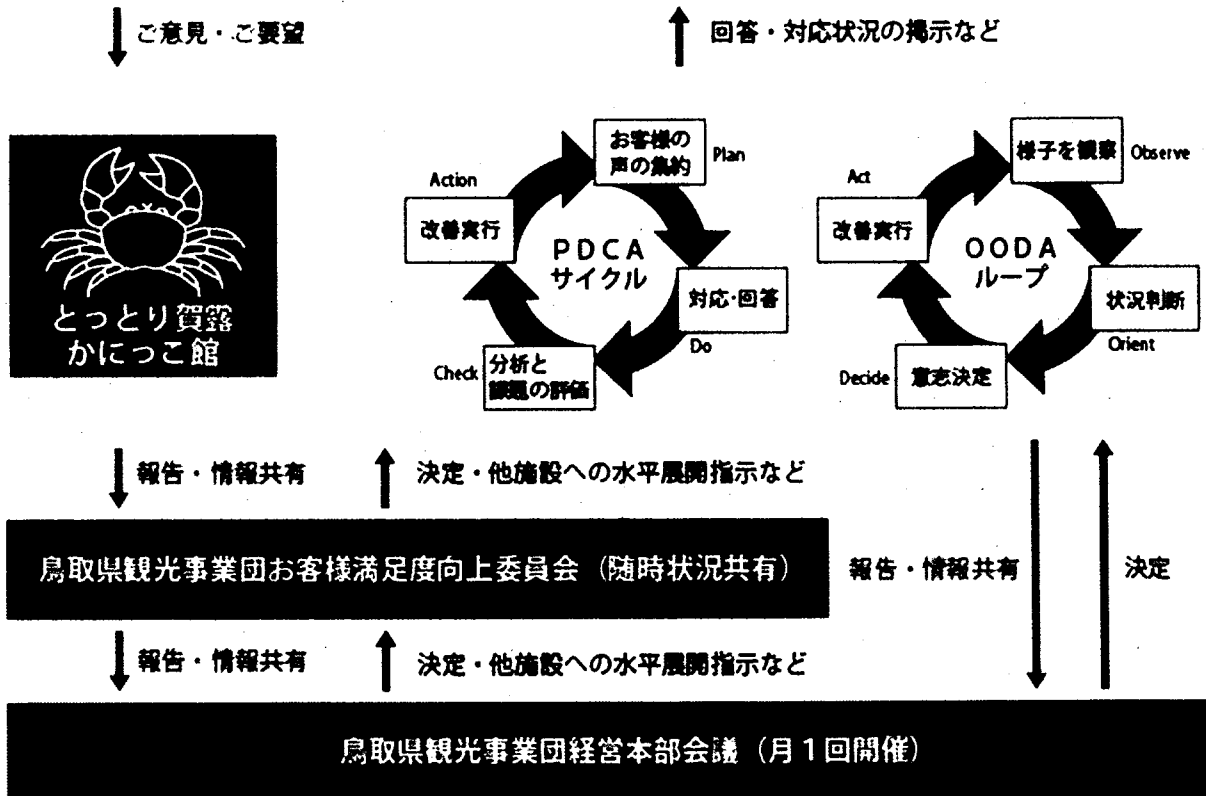 ご意見・ご要望
回答・対応状況の掲示など
とっとり賀露
かにっこ館
PDCA
サイクル
お客様の
声の集約
Plan
対応・回答
Do
分析と
課題の評価
Check
改善実行
Action
OODA
ループ
様子を観察
Observe
状況判断
Orient
意志決定
Decide
改善実行
Act
報告・情報共有
決定・他施設への水平展開指示など
鳥取県観光事業団お客様満足度向上委員会（随時状況共有）
報告・情報共有
決定
報告・情報共有
決定・他施設への水平展開指示など
鳥取県観光事業団経営本部会議（月１回開催）